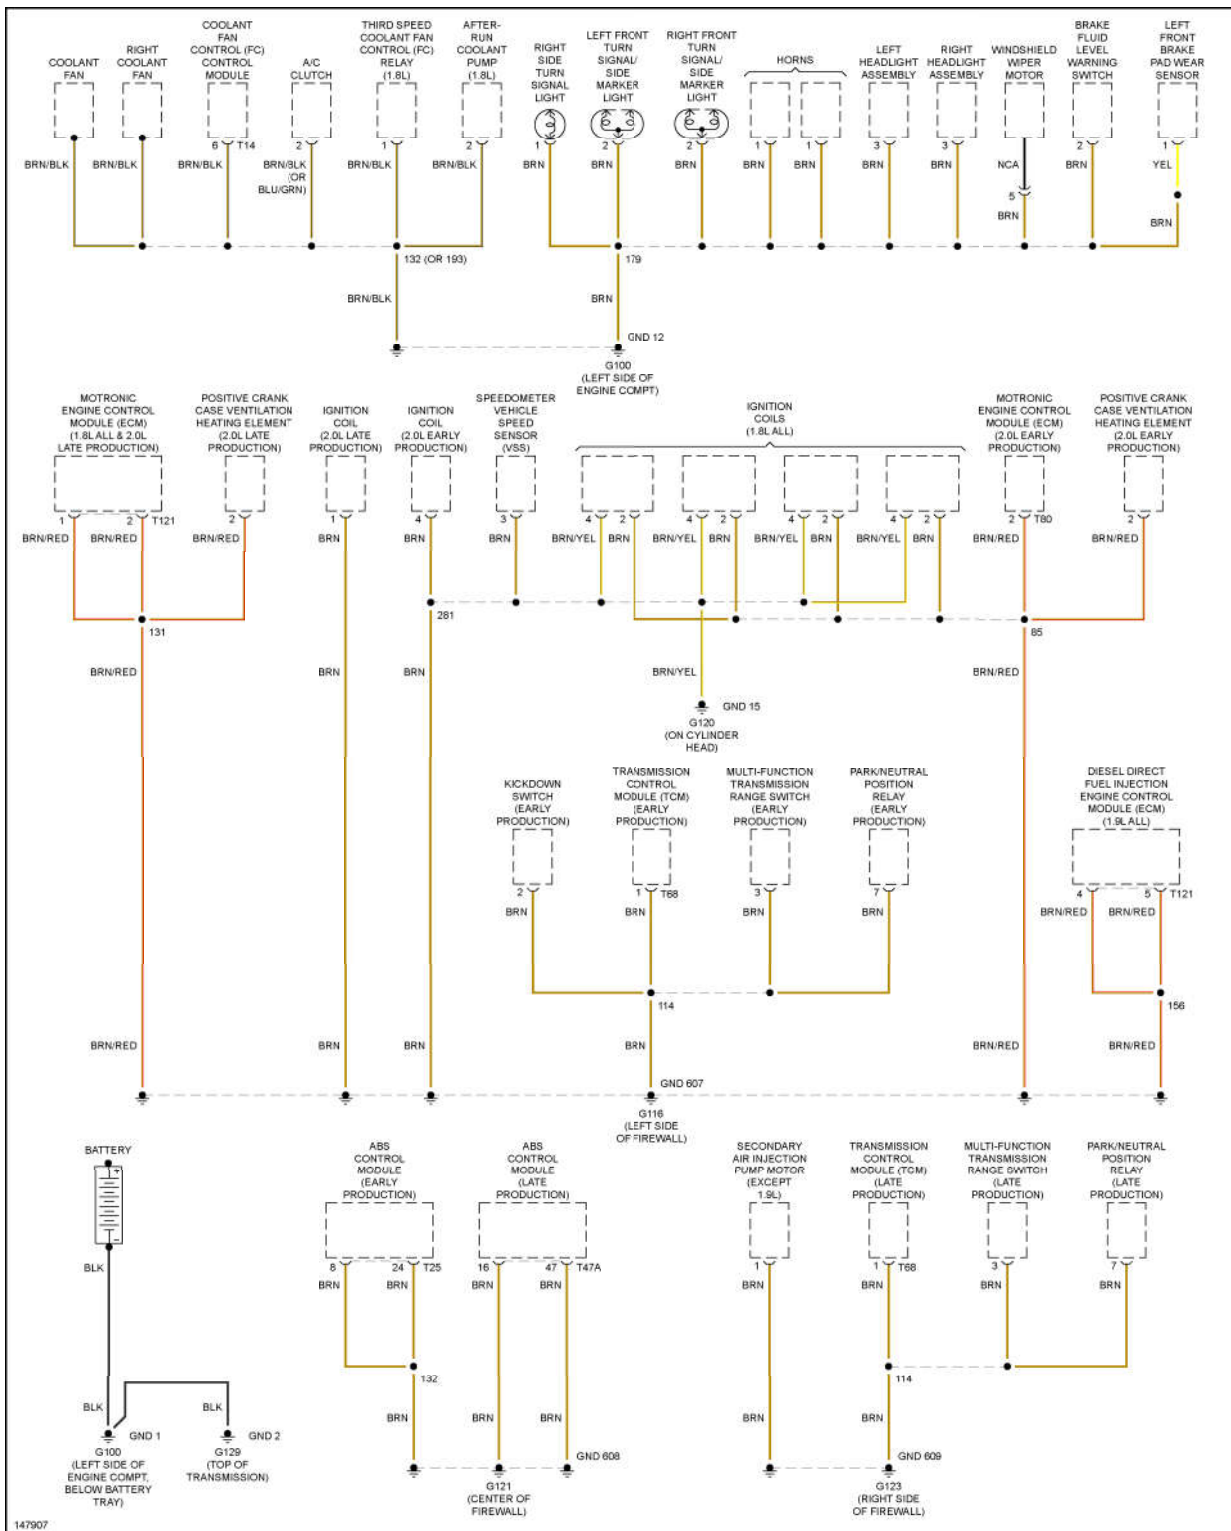 COOLANT
FAN
RIGHT
COOLANT
FAN
COOLANT
FAN
CONTROL (FC)
CONTROL
MODULE
A/C
CLUTCH
THIRD SPEED
COOLANT FAN
CONTROL (FC)
RELAY
(1.8L)
AFTER-
RUN
COOLANT
PUMP
(1.8L)
RIGHT
SIDE
TURN
SIGNAL
LIGHT
LEFT FRONT
TURN
SIGNAL/
SIDE
MARKER
LIGHT
RIGHT FRONT
TURN
SIGNAL/
SIDE
MARKER
LIGHT
HORNS
LEFT
HEADLIGHT
ASSEMBLY
RIGHT
HEADLIGHT
ASSEMBLY
WINDSHIELD
WIPER
MOTOR
BRAKE
FLUID
LEVEL
WARNING
SWITCH
LEFT
FRONT
BRAKE
PAD WEAR
SENSOR
6 T14 2 1 2 1 2 2 1 1 3 3 2 1
BRN/BLK BRN/BLK BRN/BLK BRN/BLK
(OR
BLU/GRN)
BRN/BLK BRN/BLK BRN BRN BRN BRN BRN BRN BRN NCA BRN YEL
5
BRN BRN
132 (OR 193) 179
BRN/BLK BRN
GND 12
G100
(LEFT SIDE OF
ENGINE COMPT)
MOTRONIC
ENGINE CONTROL
MODULE (ECM)
(1.8L ALL & 2.0L
LATE PRODUCTION)
POSITIVE CRANK
CASE VENTILATION
HEATING ELEMENT
(2.0L LATE
PRODUCTION)
IGNITION
COIL
(2.0L LATE
PRODUCTION)
IGNITION
COIL
(2.0L EARLY
PRODUCTION)
SPEEDOMETER
VEHICLE
SPEED
SENSOR
(VSS)
IGNITION
COILS
(1.8L ALL)
MOTRONIC
ENGINE CONTROL
MODULE (ECM)
(2.0L EARLY
PRODUCTION)
POSITIVE CRANK
CASE VENTILATION
HEATING ELEMENT
(2.0L EARLY
PRODUCTION)
1 2 T121 2 1 4 3 4 2 4 2 4 2 4 2 2 T80 2
BRN/RED BRN/RED BRN/RED BRN BRN BRN BRN/YEL BRN BRN/YEL BRN BRN/YEL BRN BRN/YEL BRN BRN/RED BRN/RED
131 281 85
BRN/RED BRN BRN BRN/YEL BRN/RED
GND 15
G120
(ON CYLINDER
HEAD)
KICKDOWN
SWITCH
(EARLY
PRODUCTION)
TRANSMISSION
CONTROL
MODULE (TCM)
(EARLY
PRODUCTION)
MULTI-FUNCTION
TRANSMISSION
RANGE SWITCH
(EARLY
PRODUCTION)
PARK/NEUTRAL
POSITION
RELAY
(EARLY
PRODUCTION)
DIESEL DIRECT
FUEL INJECTION
ENGINE CONTROL
MODULE (ECM)
(1.9L ALL)
2 1 T68 3 7 4 5 T121
BRN BRN BRN BRN BRN/RED BRN/RED
114 156
BRN/RED BRN BRN BRN BRN/RED BRN/RED
GND 607
G116
(LEFT SIDE
OF FIREWALL)
BATTERY
+
-
ABS
CONTROL
MODULE
(EARLY
PRODUCTION)
ABS
CONTROL
MODULE
(LATE
PRODUCTION)
SECONDARY
AIR INJECTION
PUMP MOTOR
(EXCEPT
1.9L)
TRANSMISSION
CONTROL
MODULE (TCM)
(LATE
PRODUCTION)
MULTI-FUNCTION
TRANSMISSION
RANGE SWITCH
(LATE
PRODUCTION)
PARK/NEUTRAL
POSITION
RELAY
(LATE
PRODUCTION)
8 24 T25 16 47 T47A 1 1 T68 3 7
BLK BRN BRN BRN BRN BRN BRN BRN BRN
132 114
BLK BLK BRN BRN BRN BRN BRN
GND 1 GND 2 GND 608 GND 609
G100
(LEFT SIDE OF
ENGINE COMPT,
BELOW BATTERY
TRAY)
G129
(TOP OF
TRANSMISSION)
G121
(CENTER OF
FIREWALL)
G123
(RIGHT SIDE
OF FIREWALL)
147907